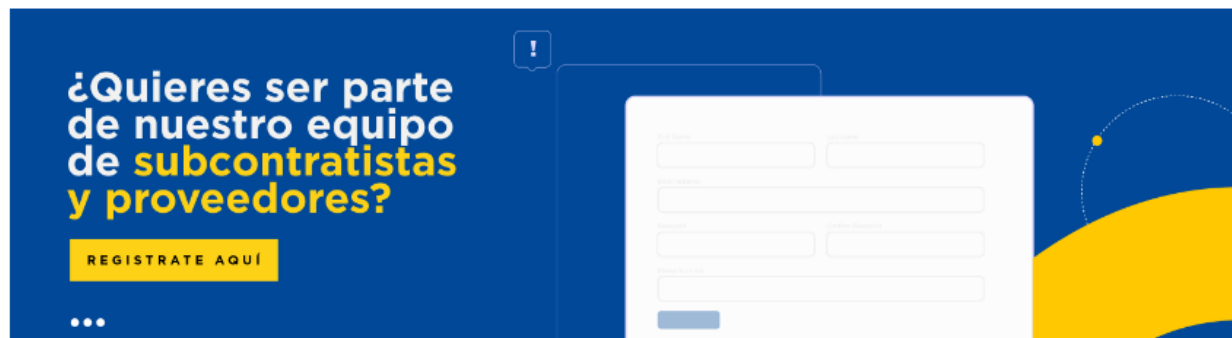 ¿Quieres ser parte
de nuestro equipo
de subcontratistas
y proveedores?
REGISTRATE AQUÍ
!